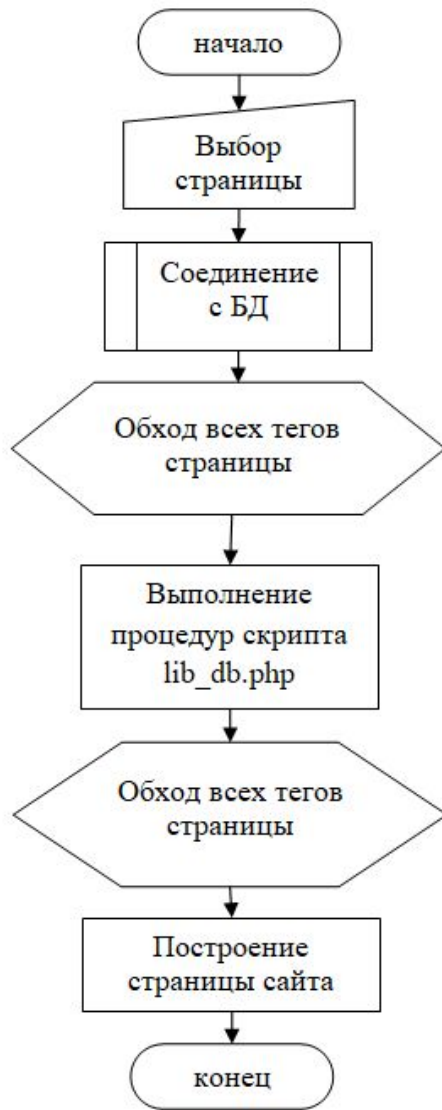 начало
Выбор
страницы
Соединение
с БД
Обход всех тегов
страницы
Выполнение
процедур скрипта
lib_db.php
Обход всех тегов
страницы
Построение
страницы сайта
конец